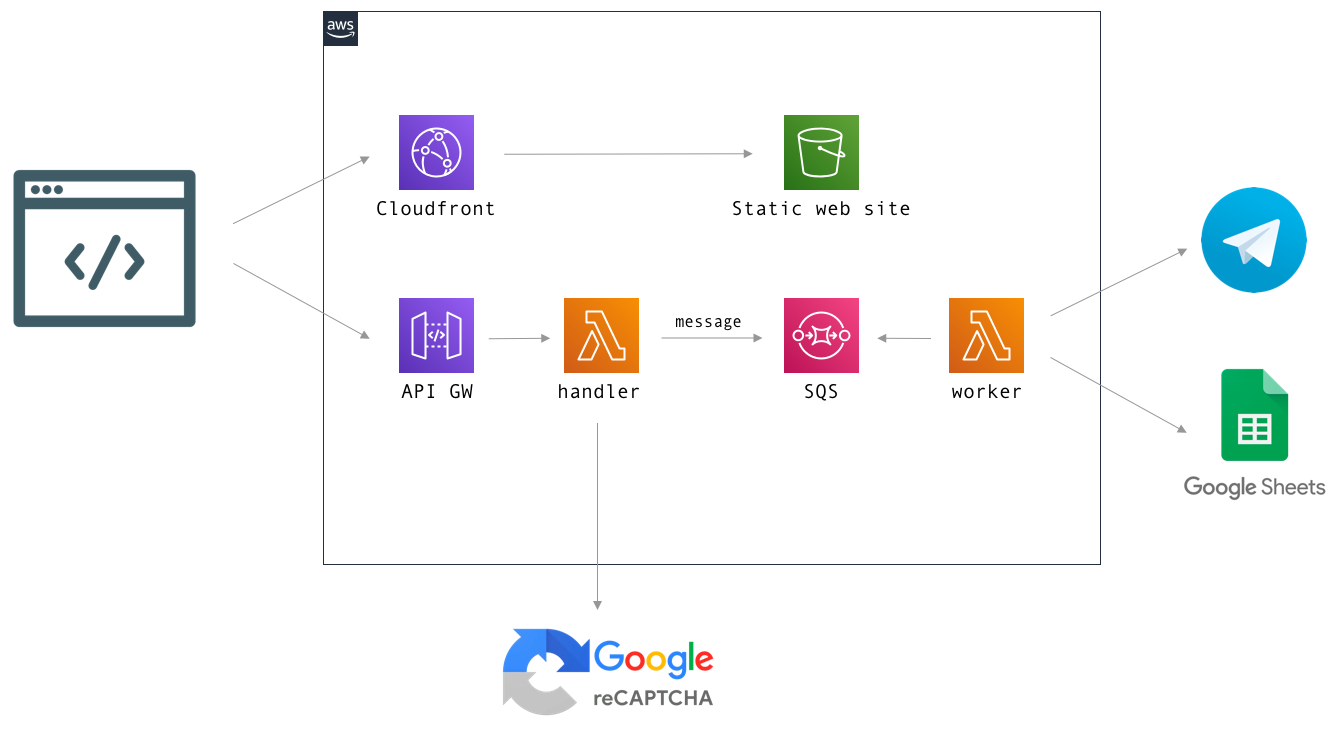 aws
Cloudfront
Static web site
</>
</>
message
API GW
handler
SQS
worker
Google Sheets
Google
reCAPTCHA